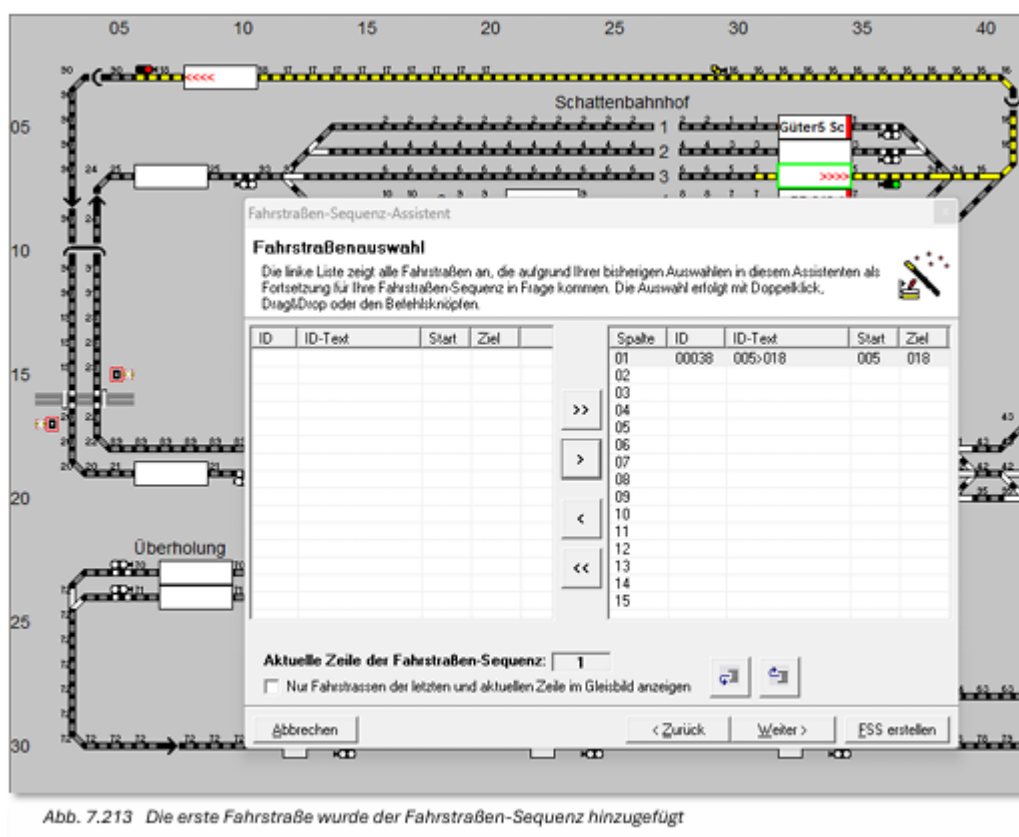 05 10 15 20 25 30 35 40
Schattenbahnhof
05
1
Güter5 Sc
2
3
<<<<
>>>>
10
15
20
25
30
Überholung
Fahrstraßen-Sequenz-Assistent
Fahrstraßenauswahl
Die linke Liste zeigt alle Fahrstraßen an, die aufgrund Ihrer bisherigen Auswahlen in diesem Assistenten als
Fortsetzung für Ihre Fahrstraßen-Sequenz in Frage kommen. Die Auswahl erfolgt mit Doppelklick,
Drag&Drop oder den Befehlsknöpfen.
ID ID-Text Start Ziel
Spalte ID ID-Text Start Ziel
01 00038 005>018 005 018
02
03
04
05
06
07
08
09
10
11
12
13
14
15
>>
>
<
<<
Aktuelle Zeile der Fahrstraßen-Sequenz: 1
Nur Fahrstrassen der letzten und aktuellen Zeile im Gleisbild anzeigen
Abbrechen
< Zurück
Weiter >
FSS erstellen
Abb. 7.213 Die erste Fahrstraße wurde der Fahrstraßen-Sequenz hinzugefügt